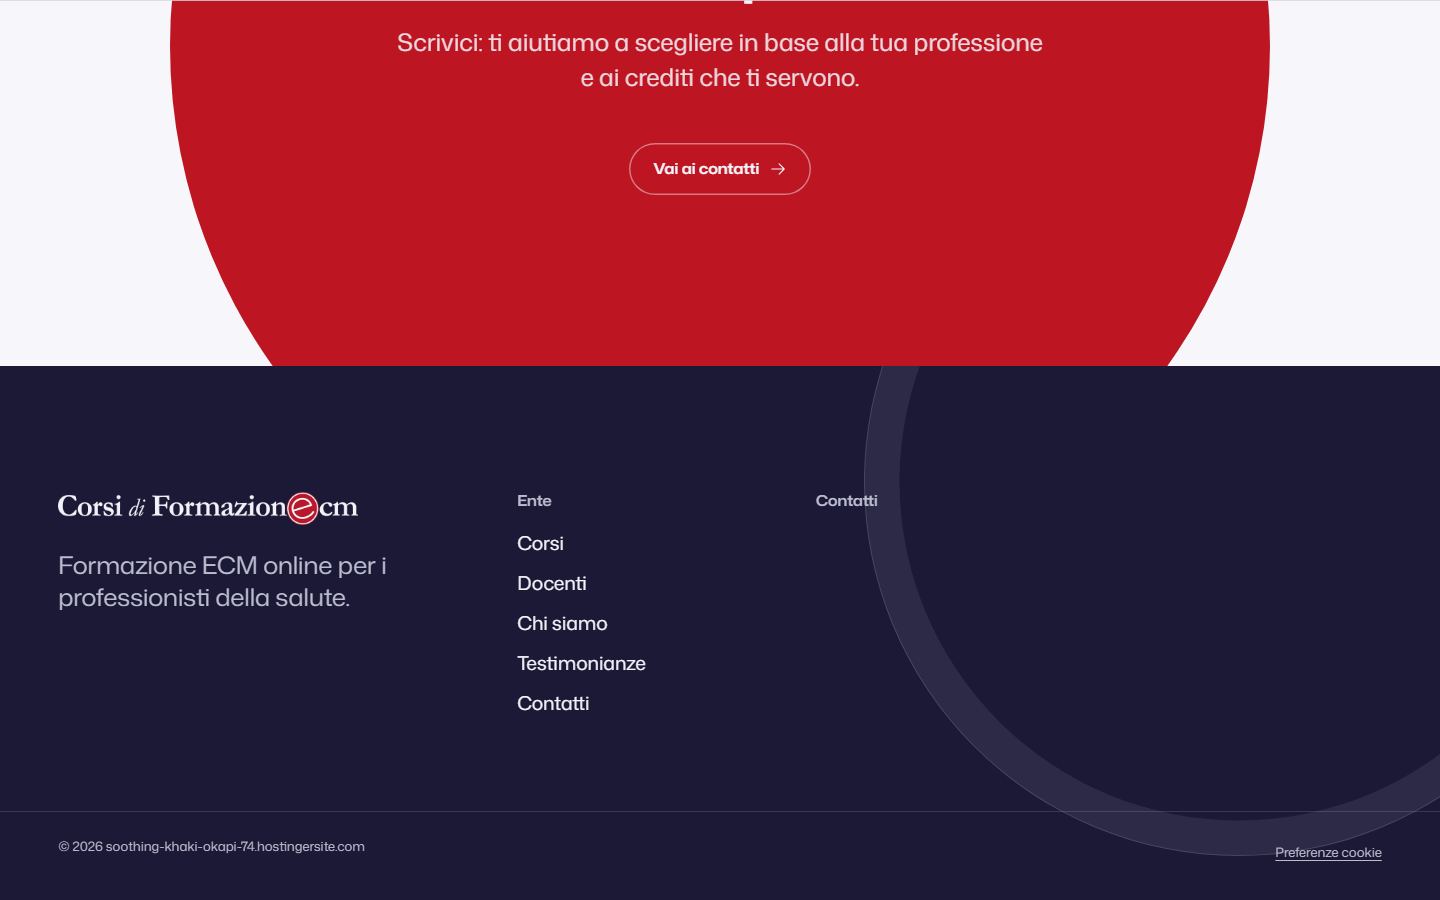 Scrivici: ti aiutiamo a scegliere in base alla tua professione
e ai crediti che ti servono.
Vai ai contatti
Corsi di Formazionecm
Formazione ECM online per i
professionisti della salute.
Ente
Corsi
Docenti
Chi siamo
Testimonianze
Contatti
Contatti
© 2026 soothing-khaki-okapi-74.hostingersite.com
Preferenze cookie